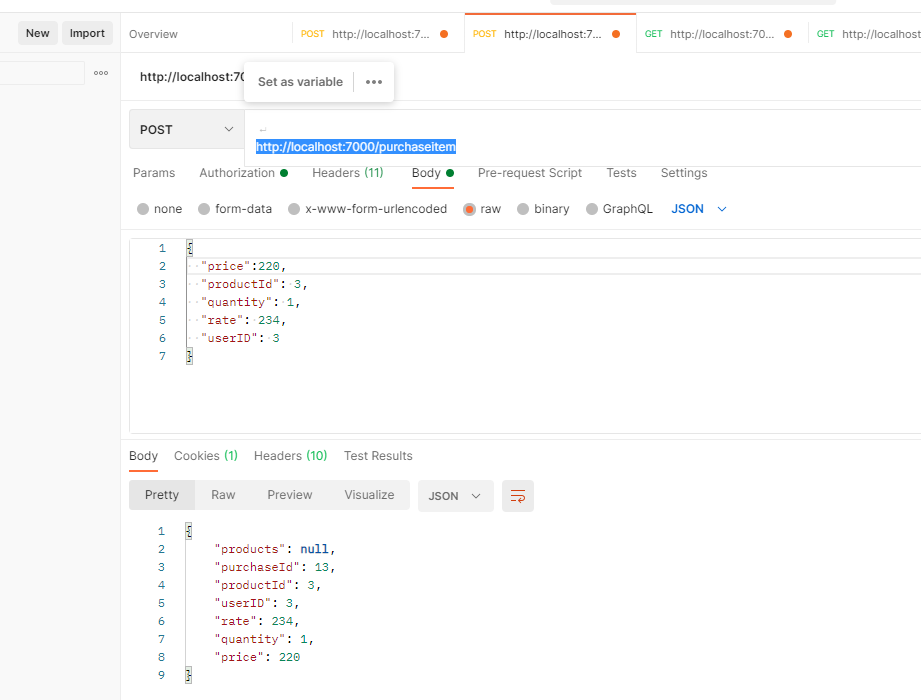 New Import Overview POST http://localhost:7... POST http://localhost:7... GET http://localhost:70... GET http://localhost
http://localhost:70
Set as variable
POST
http://localhost:7000/purchaseitem
Params Authorization Headers (11) Body Pre-request Script Tests Settings
none form-data x-www-form-urlencoded raw binary GraphQL JSON
1 {
2 "price":220,
3 "productId": 3,
4 "quantity": 1,
5 "rate": 234,
6 "userID": 3
7 }
Body Cookies (1) Headers (10) Test Results
Pretty Raw Preview Visualize JSON
1 {
2 "products": null,
3 "purchaseId": 13,
4 "productId": 3,
5 "userID": 3,
6 "rate": 234,
7 "quantity": 1,
8 "price": 220
9 }